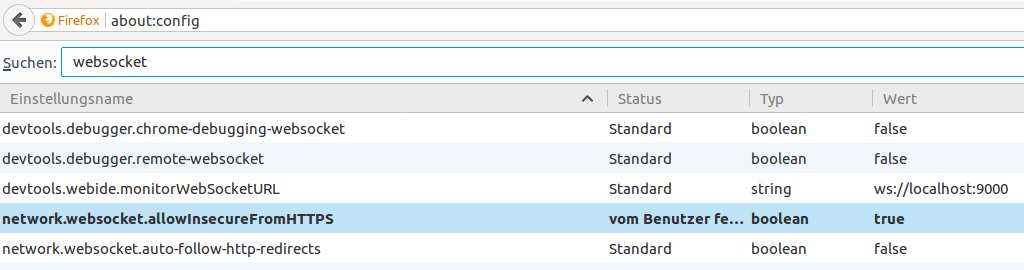 Firefox about:config
Suchen: websocket
Einstellungsname Status Typ Wert
devtools.debugger.chrome-debugging-websocket Standard boolean false
devtools.debugger.remote-websocket Standard boolean false
devtools.webide.monitorWebSocketURL Standard string ws://localhost:9000
network.websocket.allowInsecureFromHTTPS vom Benutzer fe... boolean true
network.websocket.auto-follow-http-redirects Standard boolean false